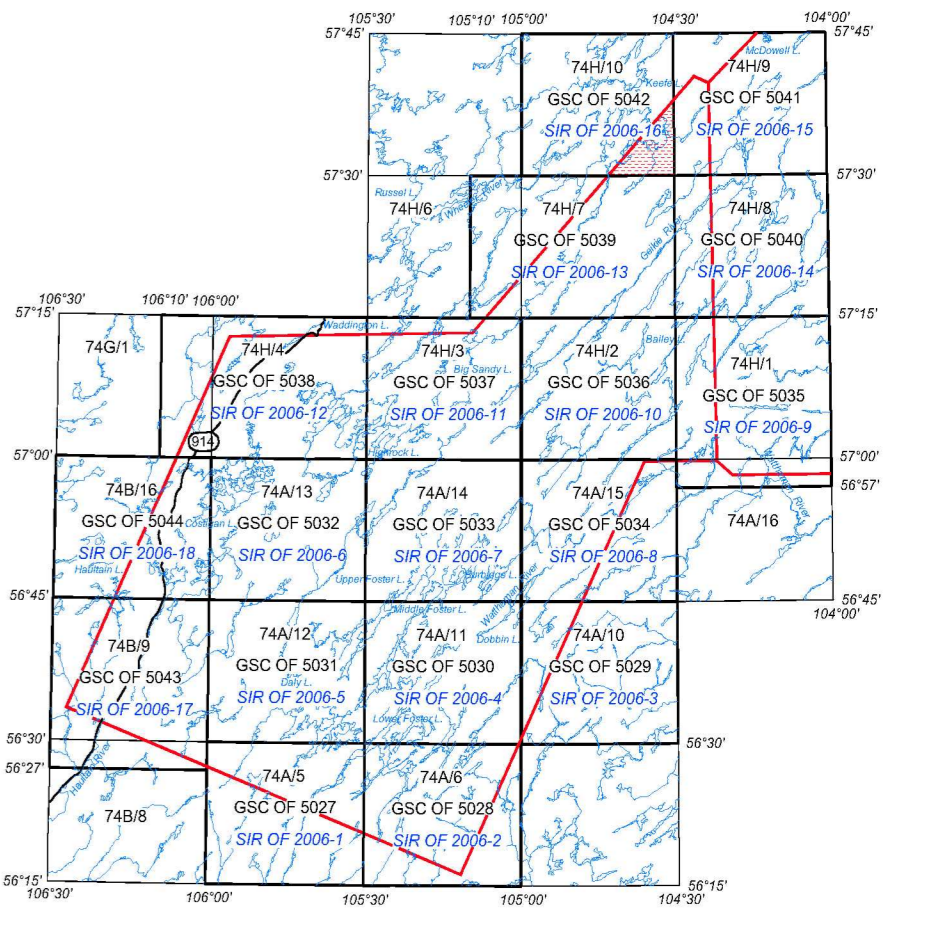 105°30' 105°10' 105°00' 104°30' 104°00'
57°45' 57°45'
McDowell L.
74H/10 74H/9
Keefe L.
GSC OF 5042 GSC OF 5041
SIR OF 2006-16 SIR OF 2006-15
57°30' 57°30'
Russel L.
Wheeler River
74H/6 74H/7 74H/8
Geikie River
GSC OF 5039 GSC OF 5040
SIR OF 2006-13 SIR OF 2006-14
106°30' 106°10' 106°00'
57°15' 57°15'
Waddington L.
Bailey L.
74G/1 74H/4 74H/3 74H/2 74H/1
Big Sandy L.
GSC OF 5038 GSC OF 5037 GSC OF 5036 GSC OF 5035
SIR OF 2006-12 SIR OF 2006-11 SIR OF 2006-10 SIR OF 2006-9
914
57°00' 57°00'
56°57'
River
74B/16 74A/13 74A/14 74A/15 74A/16
Costigan L.
GSC OF 5044 GSC OF 5032 GSC OF 5033 GSC OF 5034
SIR OF 2006-18 SIR OF 2006-6 SIR OF 2006-7 SIR OF 2006-8
Haultain L.
Upper Foster L.
56°45' 56°45'
104°00'
Middle Foster L.
River
Dobbin L.
74B/9 74A/12 74A/11 74A/10
GSC OF 5043 GSC OF 5031 GSC OF 5030 GSC OF 5029
Daly L.
SIR OF 2006-17 SIR OF 2006-5 SIR OF 2006-4 SIR OF 2006-3
Lower Foster L.
56°30' 56°30'
56°27'
Haultain River
74B/8 74A/5 74A/6
GSC OF 5027 GSC OF 5028
SIR OF 2006-1 SIR OF 2006-2
56°15' 56°15'
106°30' 106°00' 105°30' 105°00' 104°30'